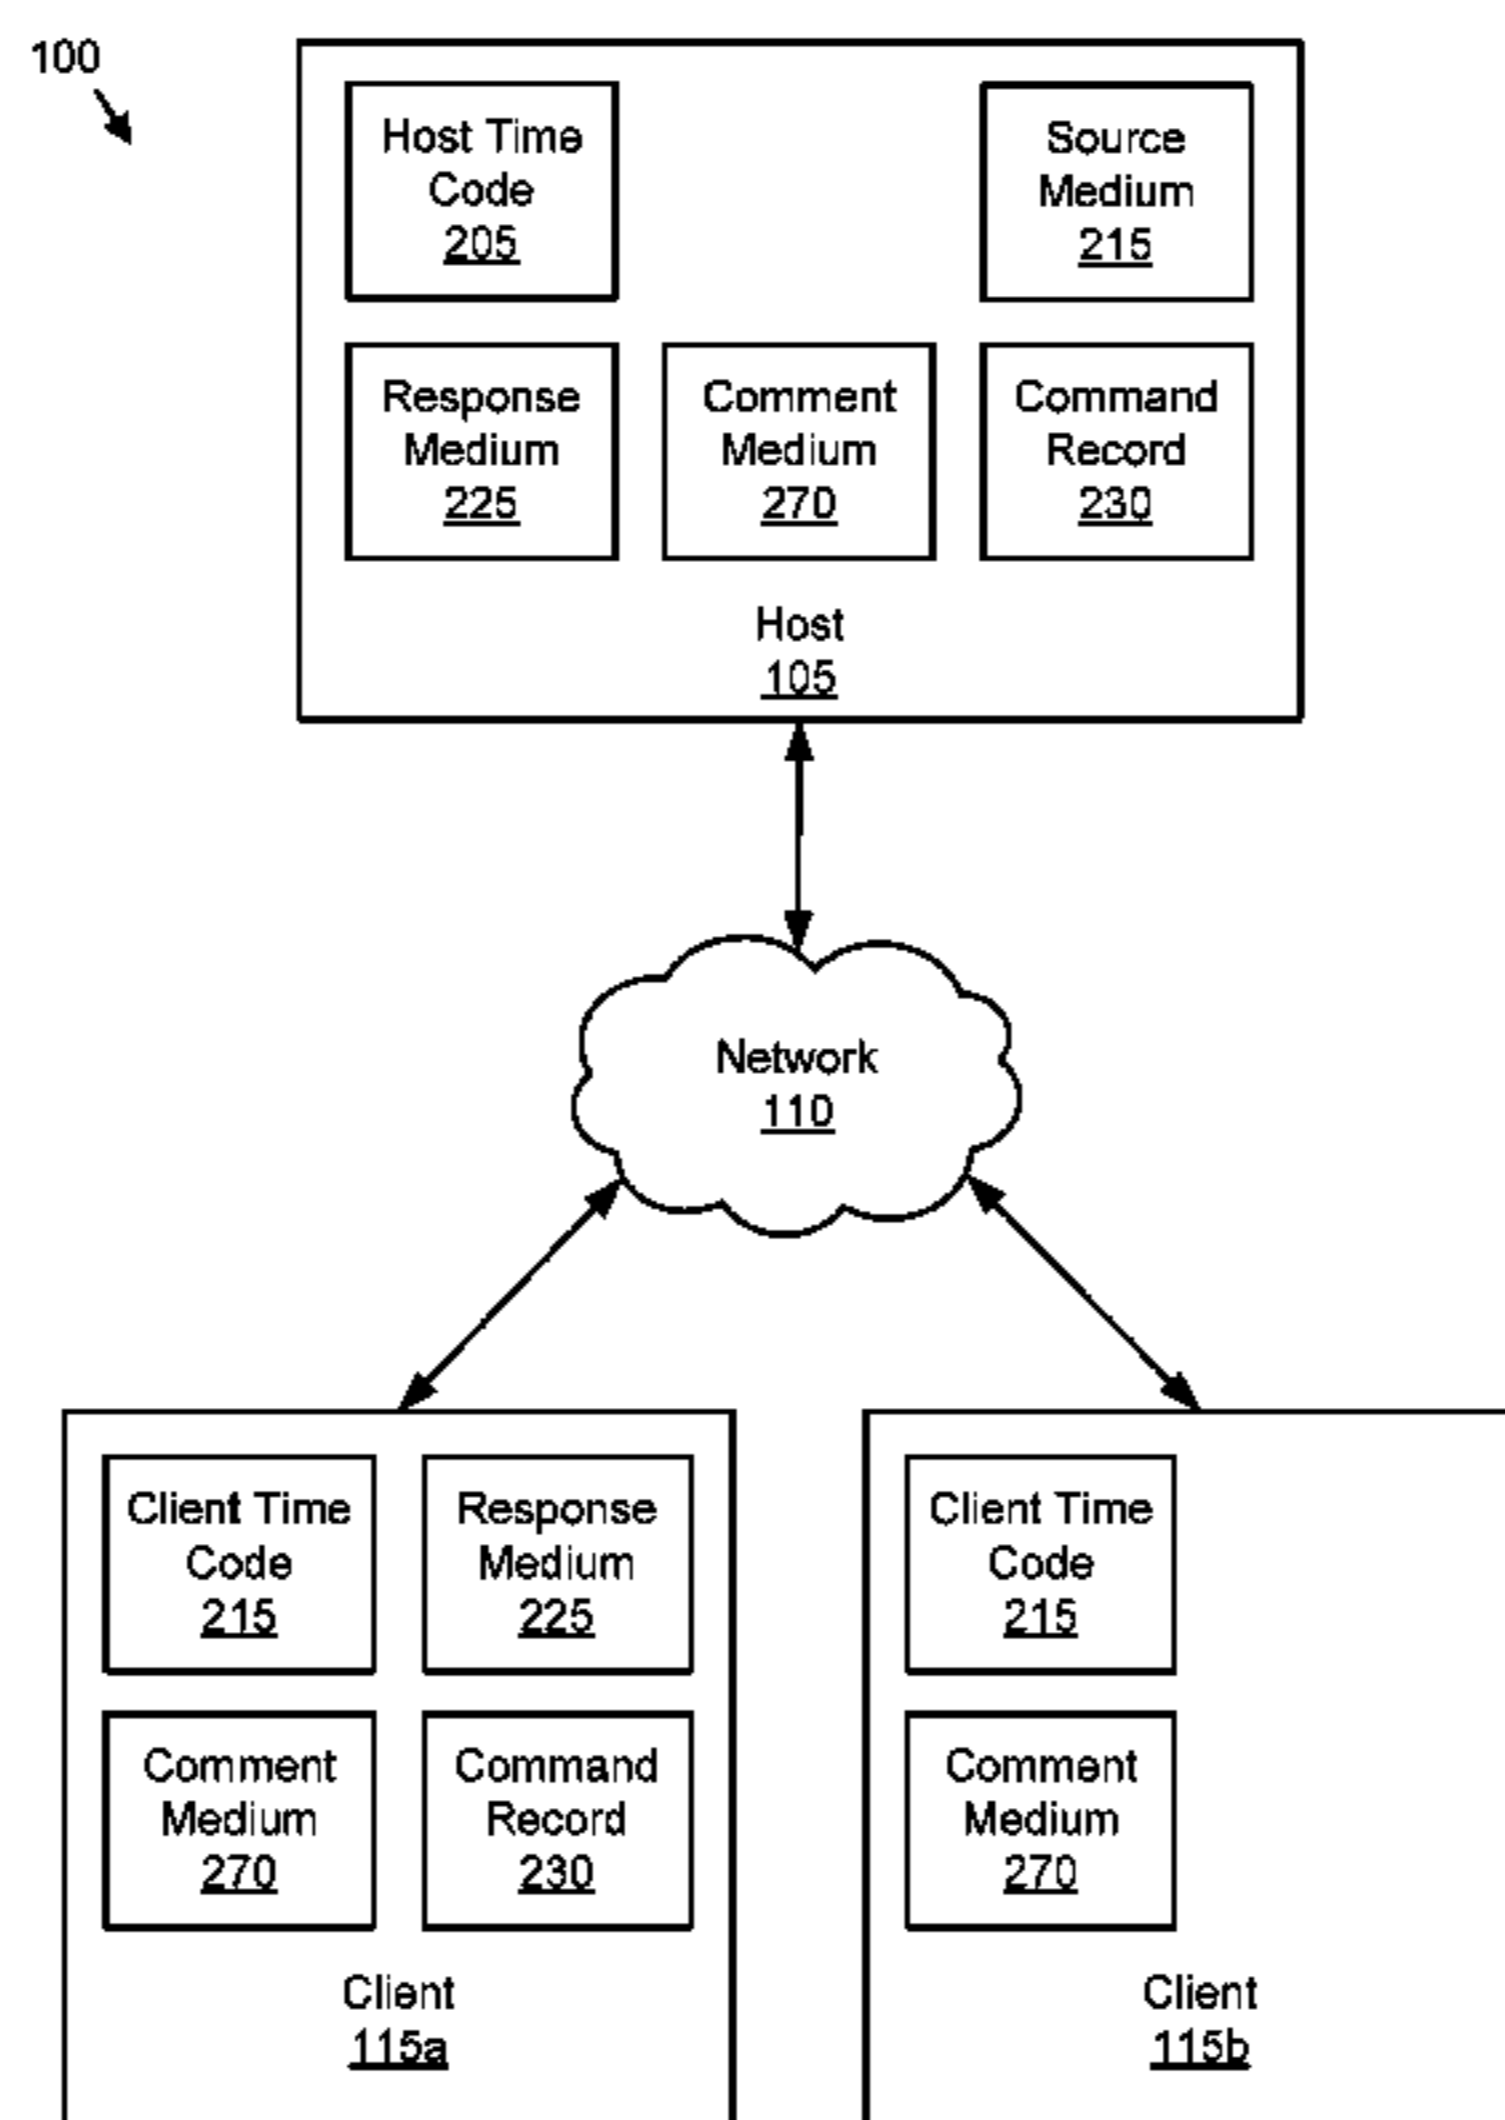 100
Host Time
Code
205
Source
Medium
215
Response
Medium
225
Comment
Medium
270
Command
Record
230
Host
105
Network
110
Client Time
Code
215
Response
Medium
225
Comment
Medium
270
Command
Record
230
Client
115a
Client Time
Code
215
Comment
Medium
270
Client
115b